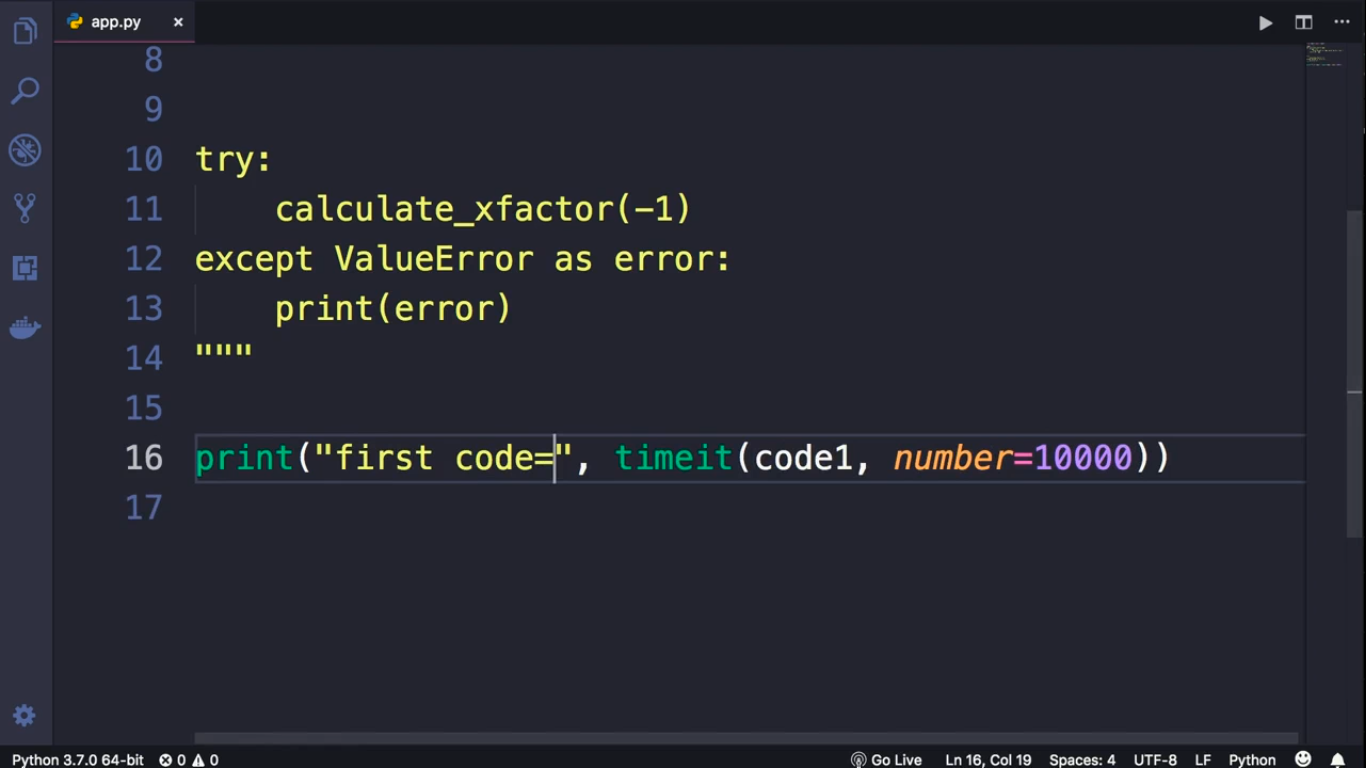 app.py
8
9
10 try:
11     calculate_xfactor(-1)
12 except ValueError as error:
13     print(error)
14 """
15
16 print("first code=", timeit(code1, number=10000))
17
Python 3.7.0 64-bit 0 0 Go Live Ln 16, Col 19 Spaces: 4 UTF-8 LF Python